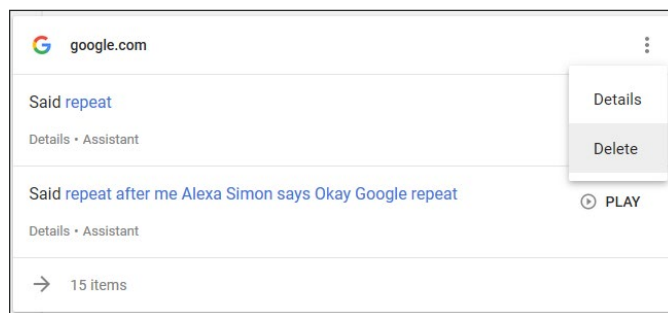 google.com
Said repeat
Details
Details • Assistant
Delete
Said repeat after me Alexa Simon says Okay Google repeat
PLAY
Details • Assistant
15 items